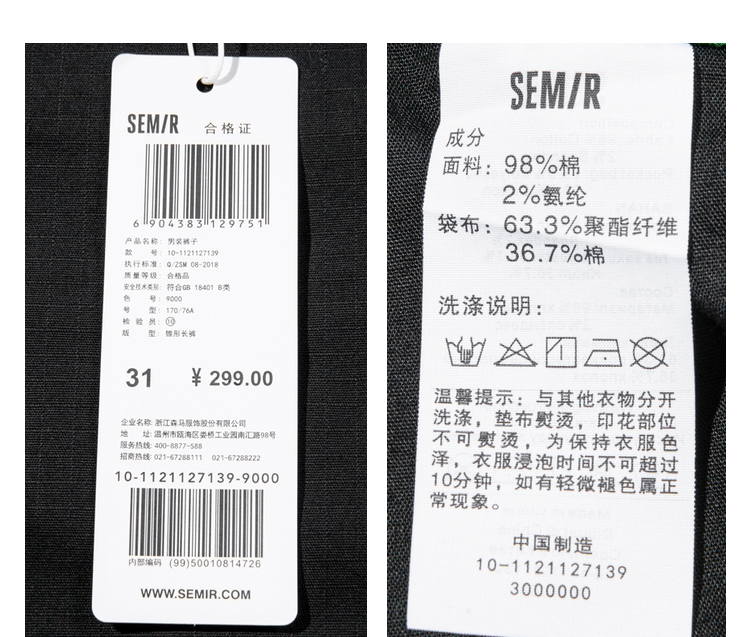 SEMIR 合格证
6 904383 129751
产品名称: 男装裤子
款 号: 10-1121127139
执行标准: Q/ZSM 08-2018
质量等级: 合格品
安全技术类别: 符合GB 18401 B类
色 号: 9000
号 型: 170/76A
检 验 员: ⑩
版 型: 锥形长裤
31 ¥ 299.00
企业名称: 浙江森马服饰股份有限公司
地 址: 温州市瓯海区娄桥工业园南汇路98号
服务热线: 400-8877-588
招商热线: 021-67288111 021-67288222
10-1121127139-9000
内部编码 (99)50010814726
WWW.SEMIR.COM
SEMIR
成分
面料: 98%棉
2%氨纶
袋布: 63.3%聚酯纤维
36.7%棉
洗涤说明:
温馨提示: 与其他衣物分开
洗涤, 垫布熨烫, 印花部位
不可熨烫, 为保持衣服色
泽, 衣服浸泡时间不可超过
10分钟, 如有轻微褪色属正
常现象。
中国制造
10-1121127139
3000000